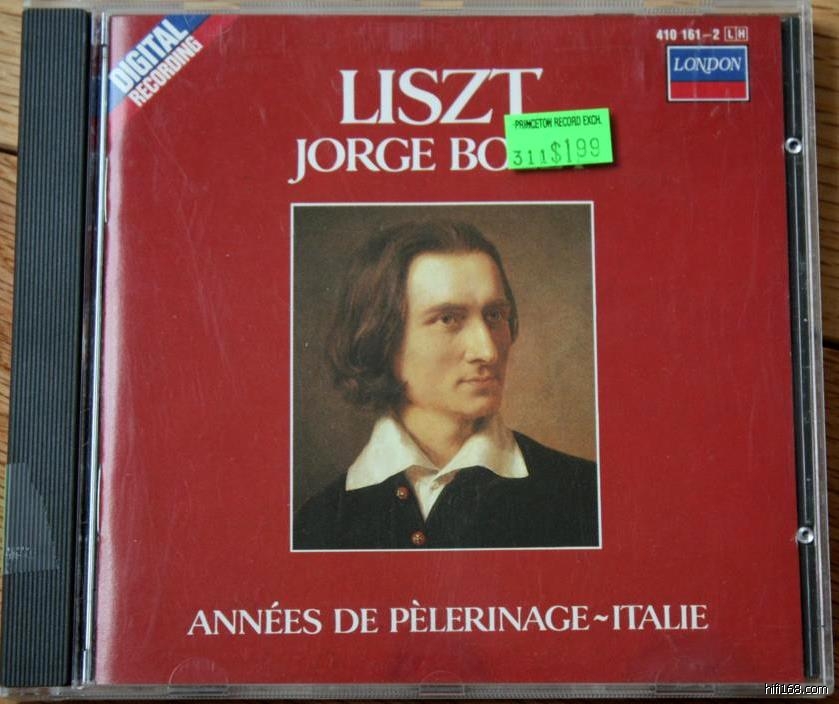 DIGITAL
RECORDING
410 161-2 LH
LONDON
LISZT
JORGE BO
PRINCETON RECORD EXCH.
311 $1.99
ANNÉES DE PÈLERINAGE~ITALIE
hifi168.com